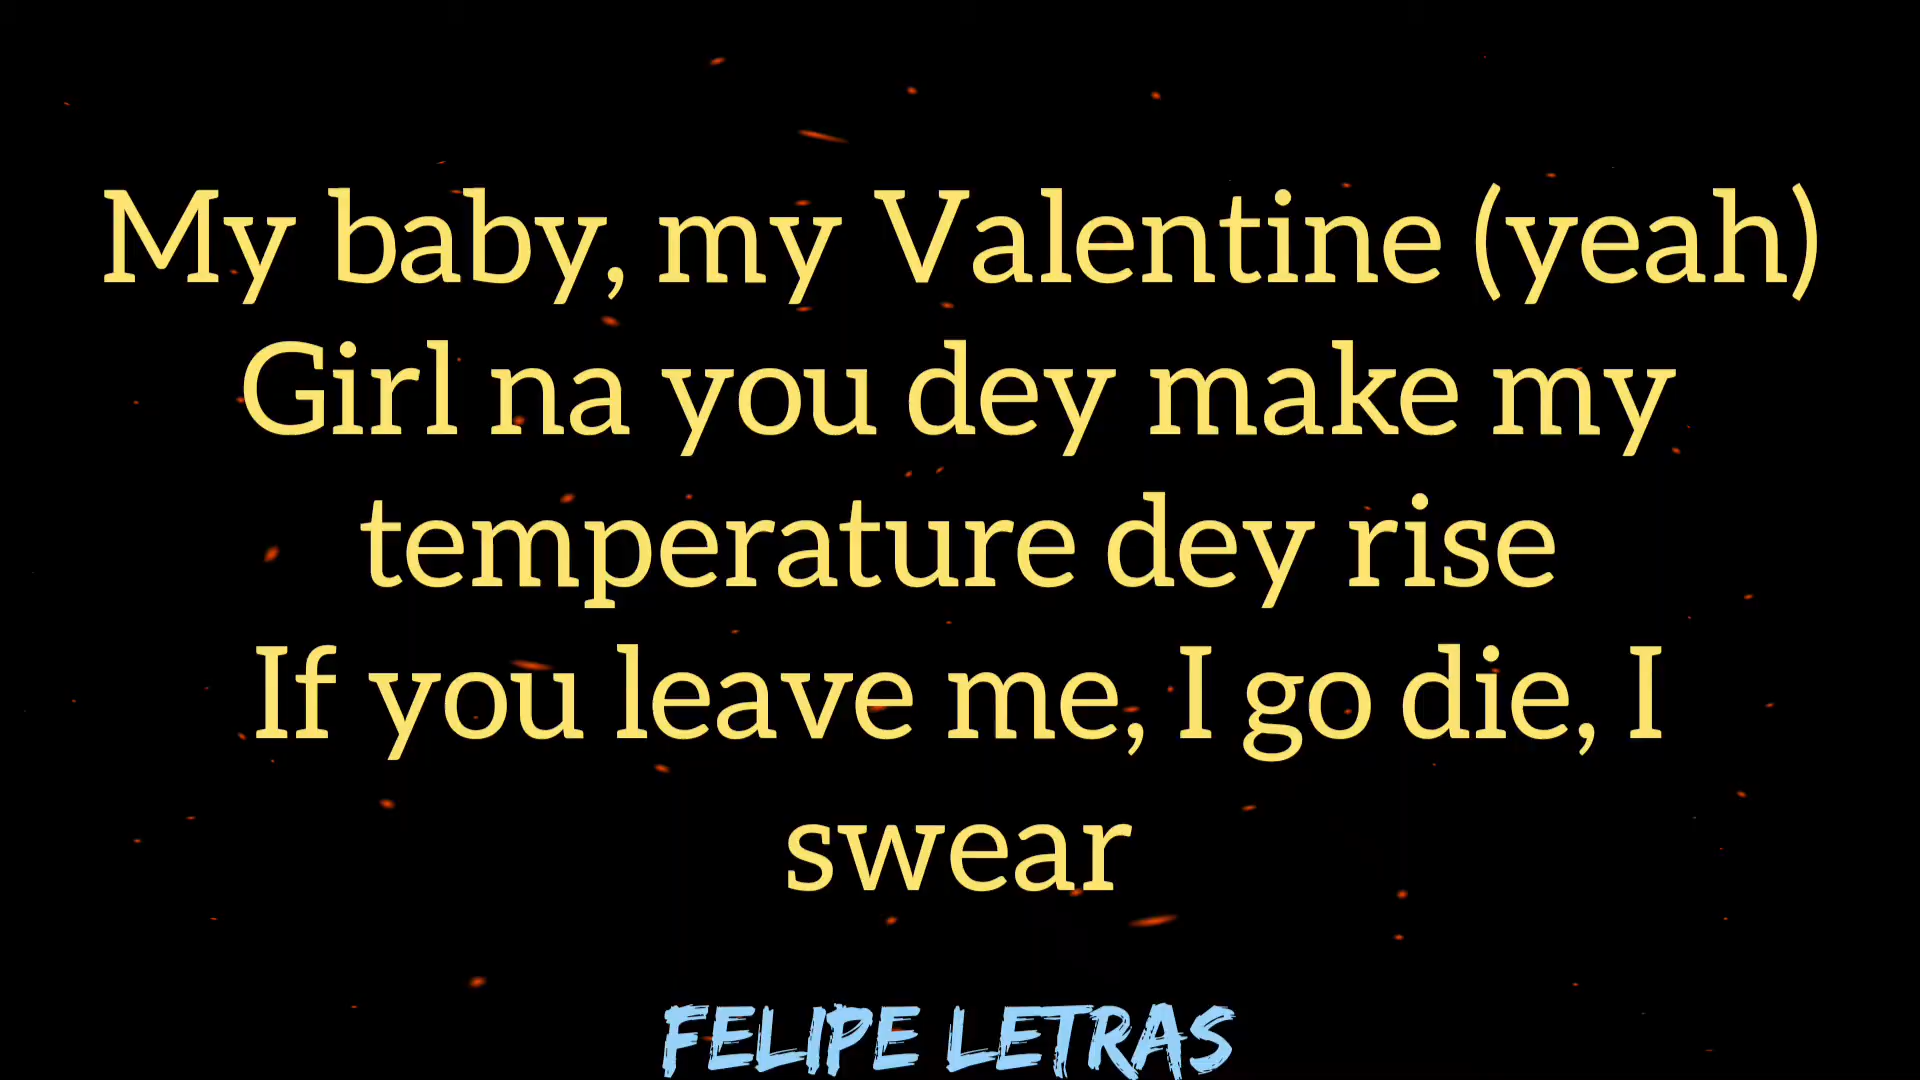 My baby, my Valentine (yeah)
Girl na you dey make my
temperature dey rise
If you leave me, I go die, I
swear
FELIPE LETRAS